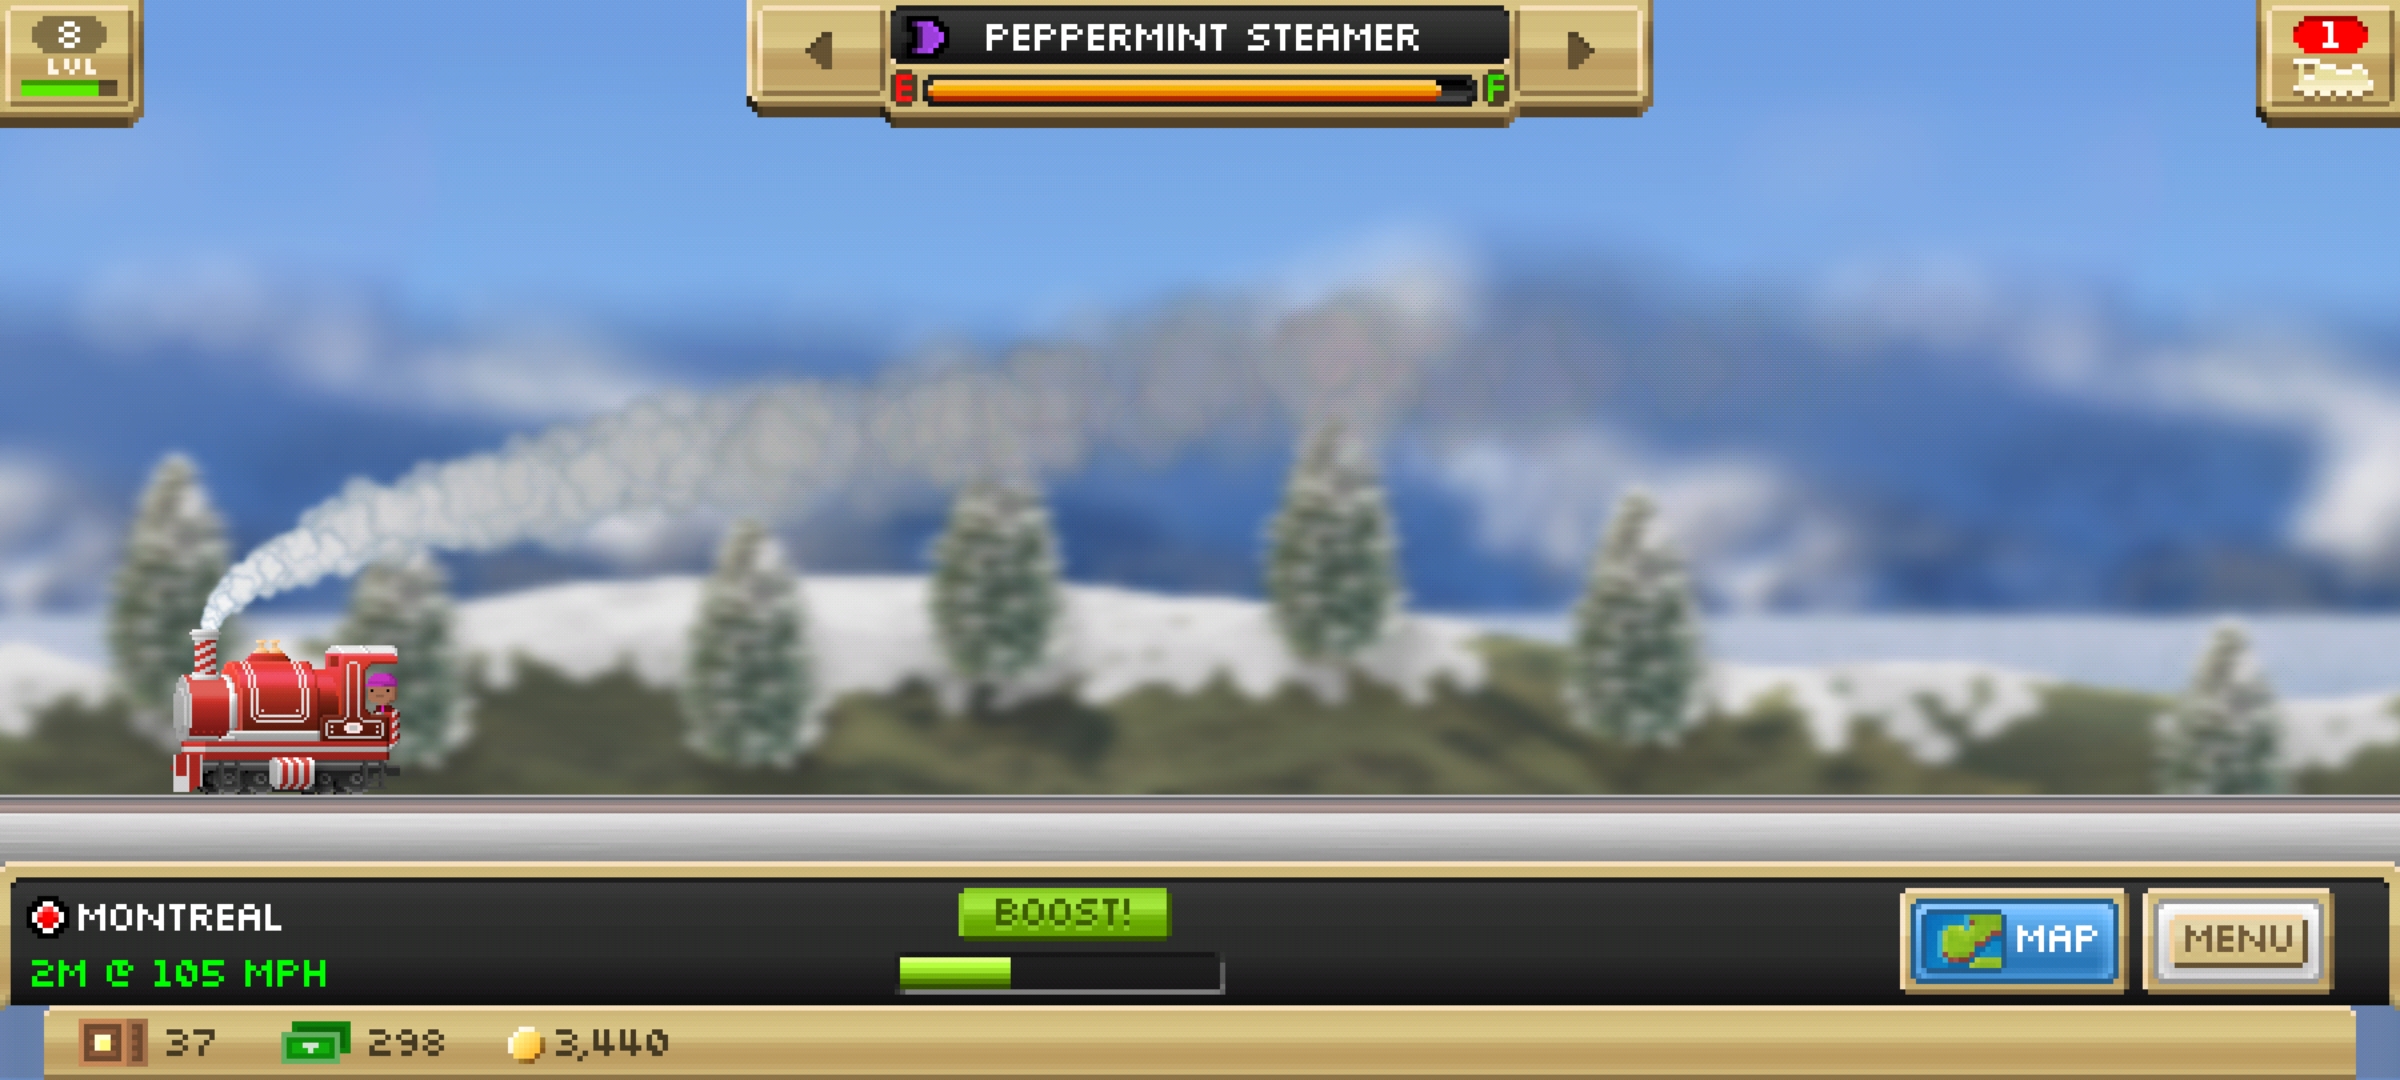 8
LVL
PEPPERMINT STEAMER
E F
1
MONTREAL
2M @ 105 MPH
BOOST!
MAP
MENU
37
298
3,440